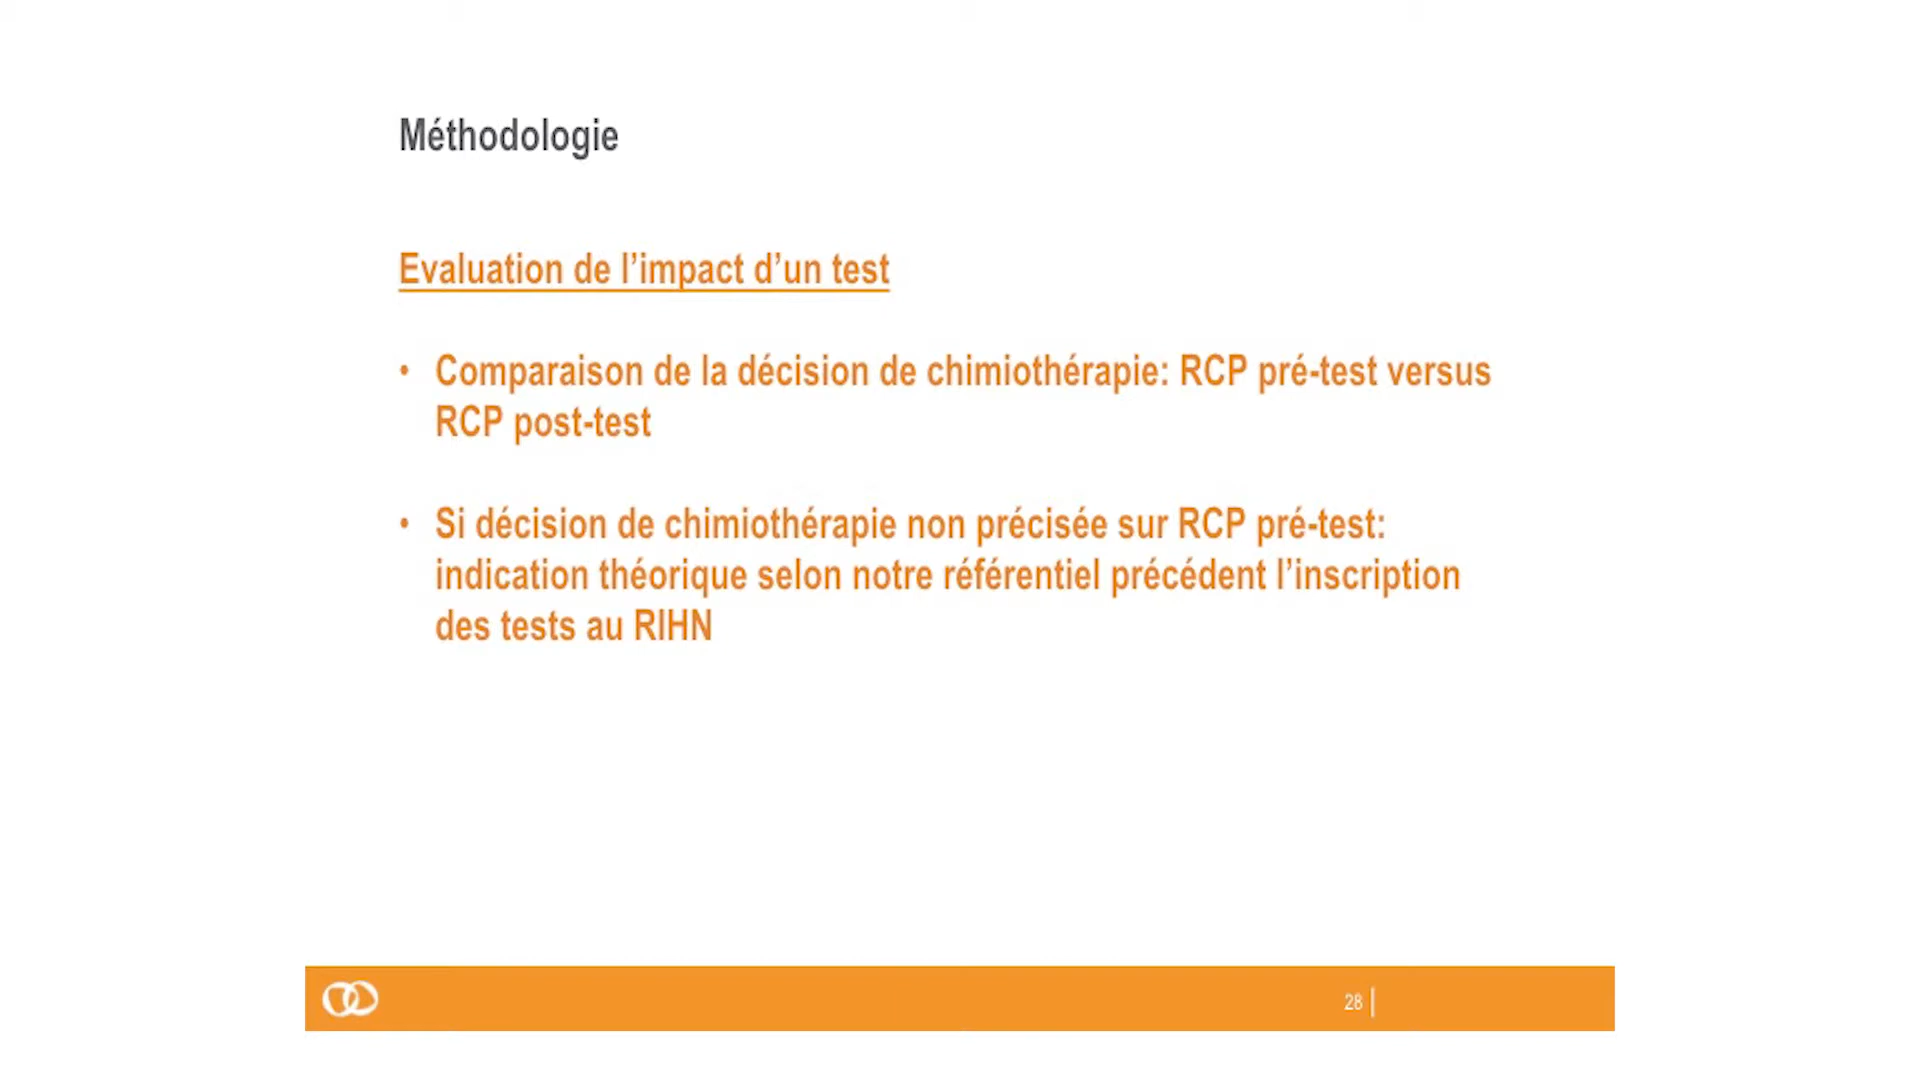 Méthodologie
Evaluation de l’impact d’un test
• Comparaison de la décision de chimiothérapie: RCP pré-test versus
RCP post-test
• Si décision de chimiothérapie non précisée sur RCP pré-test:
indication théorique selon notre référentiel précédent l’inscription
des tests au RIHN
28